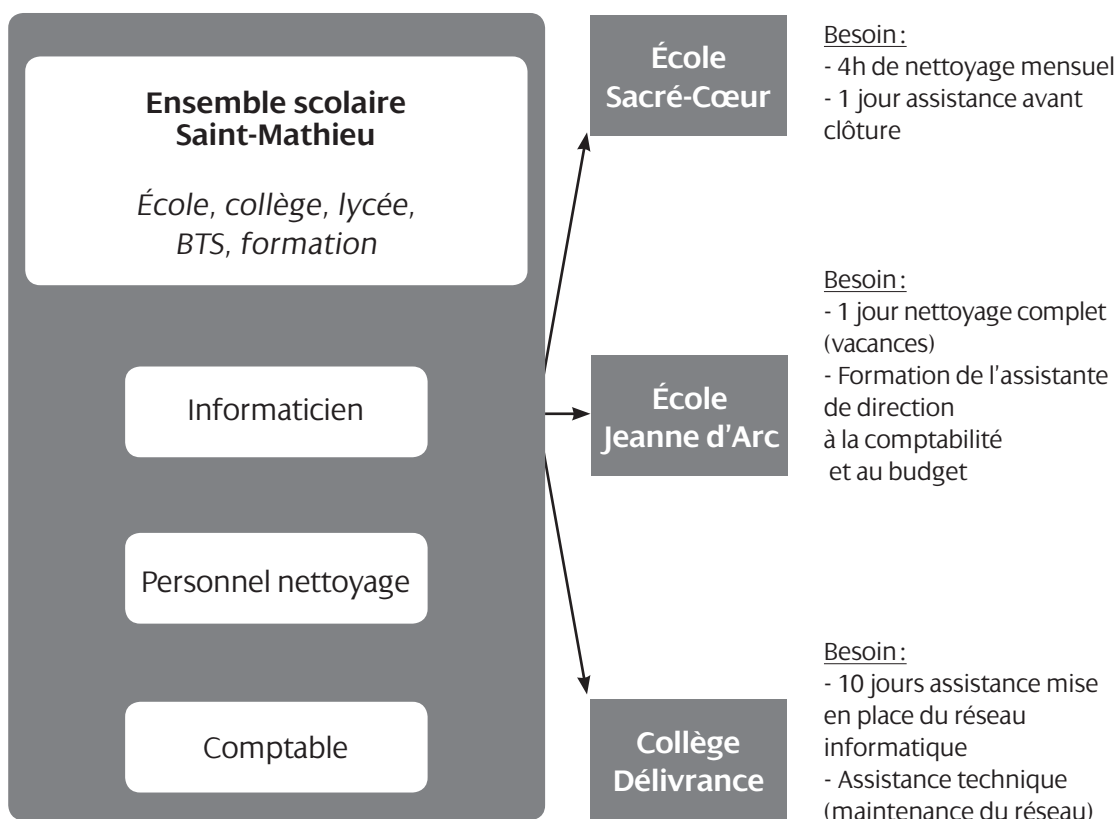 Ensemble scolaire
Saint-Mathieu
École, collège, lycée,
BTS, formation
Informaticien
Personnel nettoyage
Comptable
École
Sacré-Cœur
Besoin :
- 4h de nettoyage mensuel
- 1 jour assistance avant
clôture
École
Jeanne d'Arc
Besoin :
- 1 jour nettoyage complet
(vacances)
- Formation de l'assistante
de direction
à la comptabilité
et au budget
Collège
Délivrance
Besoin :
- 10 jours assistance mise
en place du réseau
informatique
- Assistance technique
(maintenance du réseau)